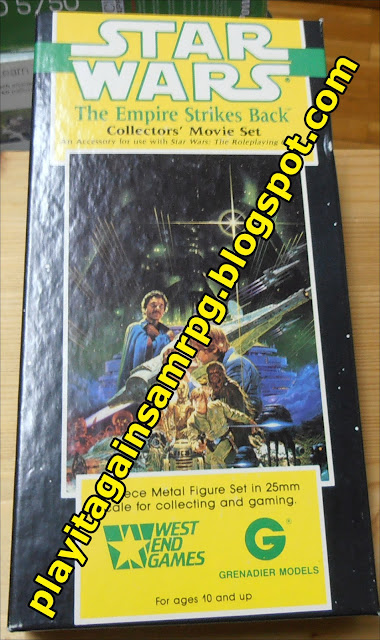 5750
STAR
WARS®
The Empire Strikes Back™
Collectors' Movie Set
An Accessory for use with Star Wars: The Roleplaying
Metal Figure Set in 25mm
for collecting and gaming.
WEST
END
GAMES
G®
GRENADIER MODELS
For ages 10 and up
playitagainsamrpg.blogspot.com